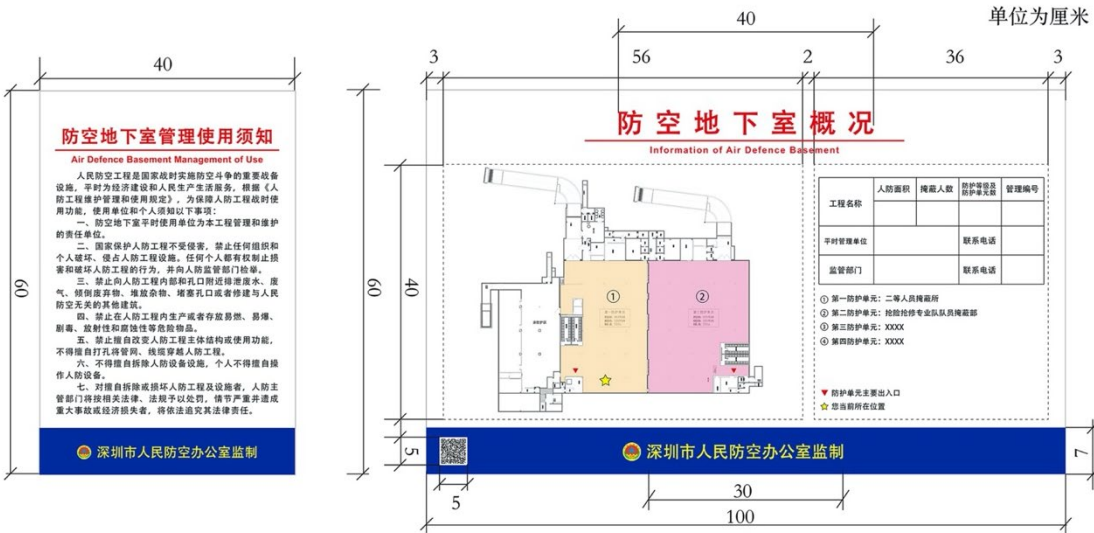 单位为厘米
40
60
防空地下室管理使用须知
Air Defence Basement Management of Use
人民防空工程是国家战时实施防空斗争的重要战备
设施，平时为经济建设和人民生产生活服务，根据《人
防工程维护管理和使用规定》，为保障人防工程战时使
用功能，使用单位和个人须知以下事项：
一、防空地下室平时使用单位为本工程管理和维护
的责任单位。
二、国家保护人防工程不受侵害，禁止任何组织和
个人破坏、侵占人防工程设施。任何个人都有权制止损
害和破坏人防工程的行为，并向人防监管部门检举。
三、禁止向人防工程内部和孔口附近排泄废水、废
气、倾倒废弃物、堆放杂物、堵塞孔口或者修建与人民
防空无关的其他建筑。
四、禁止在人防工程内生产或者存放易燃、易爆、
剧毒、放射性和腐蚀性等危险物品。
五、禁止擅自改变人防工程主体结构或使用功能，
不得擅自打孔将管网、线缆穿越人防工程。
六、不得擅自拆除人防设备设施，个人不得擅自操
作人防设备。
七、对擅自拆除或损坏人防工程及设施者，人防主
管部门将按相关法律、法规予以处罚，情节严重并造成
重大事故或经济损失者，将依法追究其法律责任。
深圳市人民防空办公室监制
40
3 56 2 36 3
防空地下室概况
Information of Air Defence Basement
60
40
①
②
工程名称 人防面积 掩蔽人数 防护等级及防护单元数 管理编号
平时管理单位 联系电话
监管部门 联系电话
① 第一防护单元：二等人员掩蔽所
② 第二防护单元：抢险抢修专业队队员掩蔽部
③ 第三防护单元：XXXX
④ 第四防护单元：XXXX
防护单元主要出入口
您当前所在位置
5
深圳市人民防空办公室监制
7
5
30
100